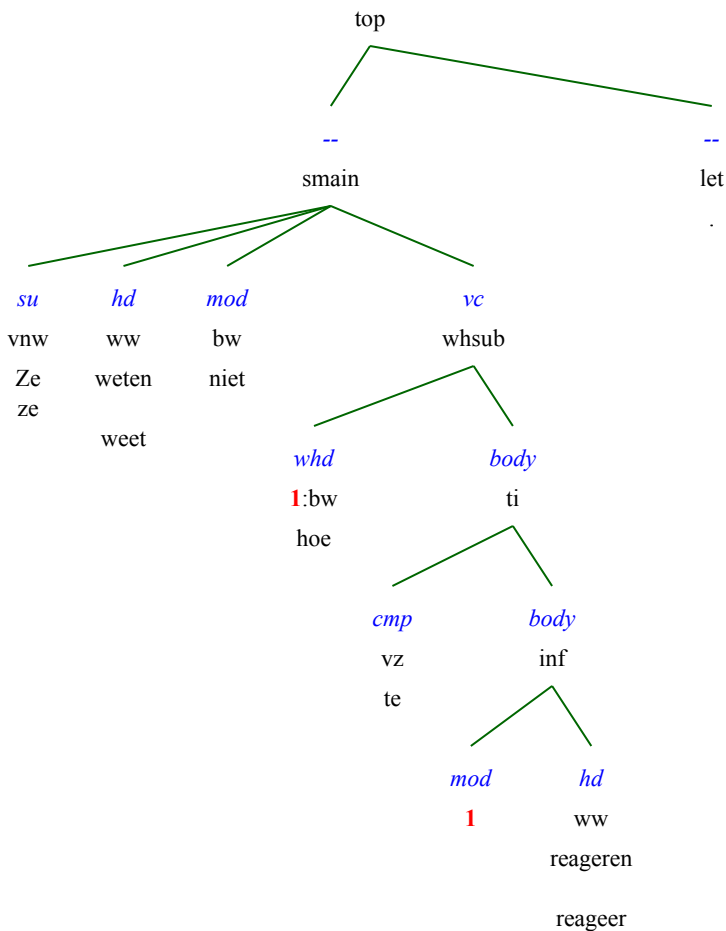 top
-- --
smain let
.
su hd mod vc
vnw ww bw whsub
Ze weten niet
ze
weet
whd body
1:bw ti
hoe
cmp body
vz inf
te
mod hd
1 ww
reageren
reageer